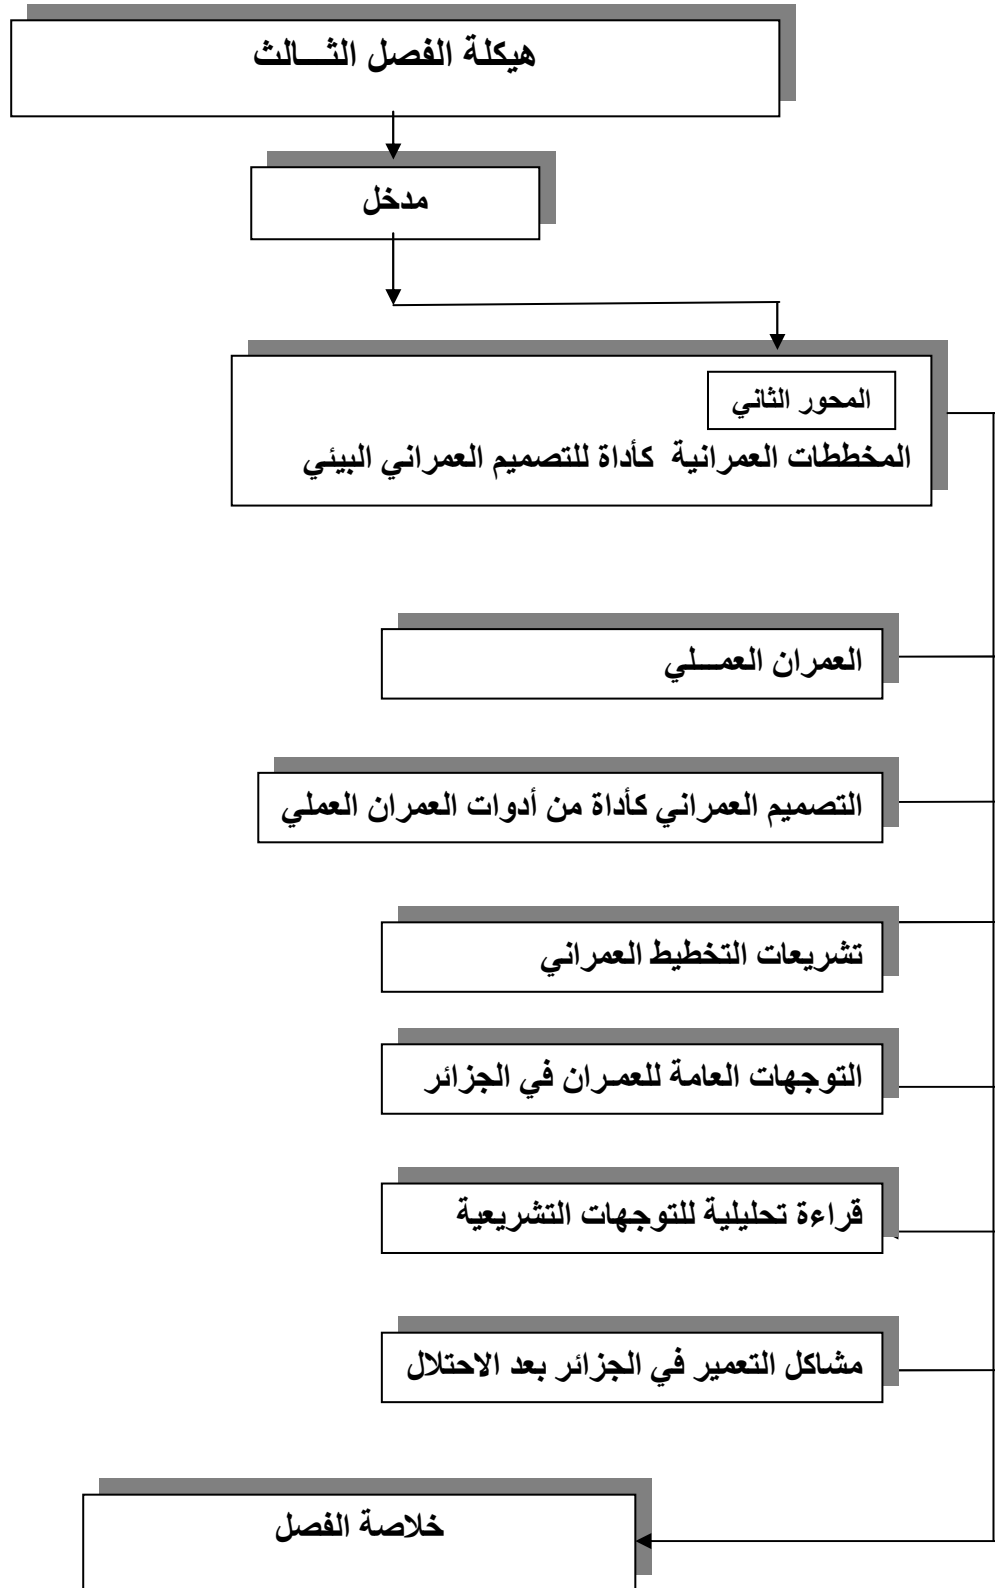 هيكلة الفصل الثـــالث
مدخل
المحور الثاني
المخططات العمرانية كأداة للتصميم العمراني البيئي
العمران العمـــلي
التصميم العمراني كأداة من أدوات العمران العملي
تشريعات التخطيط العمراني
التوجهات العامة للعمـران في الجزائر
قراءة تحليلية للتوجهات التشريعية
مشاكل التعمير في الجزائر بعد الاحتلال
خلاصة الفصل